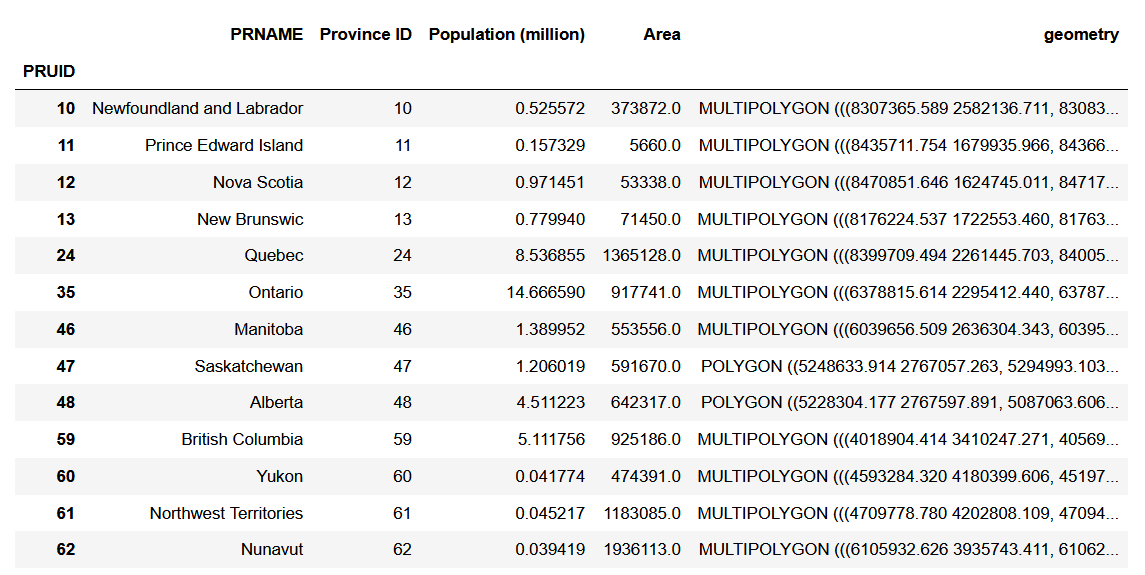 PRNAME Province ID Population (million) Area geometry
PRUID
10 Newfoundland and Labrador 10 0.525572 373872.0 MULTIPOLYGON (((8307365.589 2582136.711, 83083...
11 Prince Edward Island 11 0.157329 5660.0 MULTIPOLYGON (((8435711.754 1679935.966, 84366...
12 Nova Scotia 12 0.971451 53338.0 MULTIPOLYGON (((8470851.646 1624745.011, 84717...
13 New Brunswic 13 0.779940 71450.0 MULTIPOLYGON (((8176224.537 1722553.460, 81763...
24 Quebec 24 8.536855 1365128.0 MULTIPOLYGON (((8399709.494 2261445.703, 84005...
35 Ontario 35 14.666590 917741.0 MULTIPOLYGON (((6378815.614 2295412.440, 63787...
46 Manitoba 46 1.389952 553556.0 MULTIPOLYGON (((6039656.509 2636304.343, 60395...
47 Saskatchewan 47 1.206019 591670.0 POLYGON ((5248633.914 2767057.263, 5294993.103...
48 Alberta 48 4.511223 642317.0 POLYGON ((5228304.177 2767597.891, 5087063.606...
59 British Columbia 59 5.111756 925186.0 MULTIPOLYGON (((4018904.414 3410247.271, 40569...
60 Yukon 60 0.041774 474391.0 MULTIPOLYGON (((4593284.320 4180399.606, 45197...
61 Northwest Territories 61 0.045217 1183085.0 MULTIPOLYGON (((4709778.780 4202808.109, 47094...
62 Nunavut 62 0.039419 1936113.0 MULTIPOLYGON (((6105932.626 3935743.411, 61062...